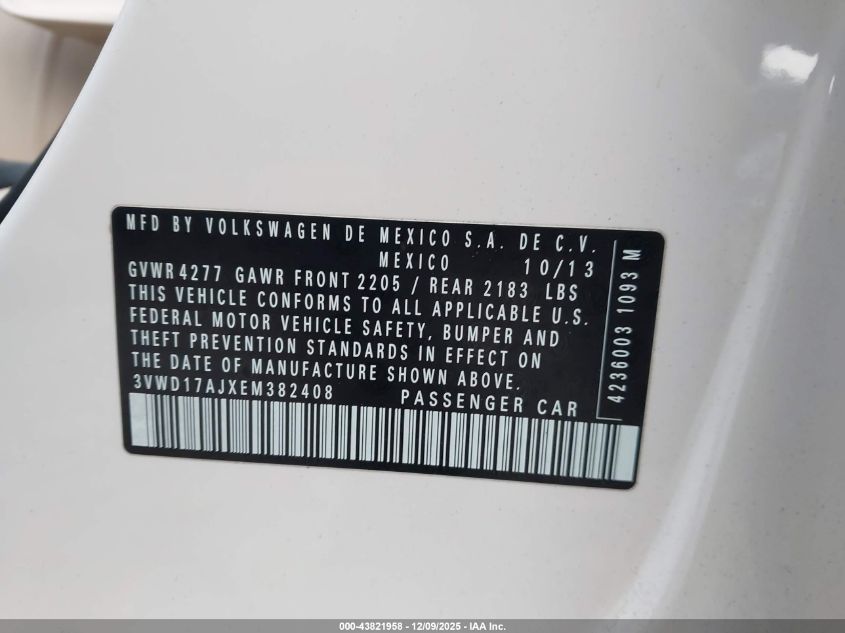 MFD BY VOLKSWAGEN DE MEXICO S.A. DE C.V.
MEXICO 10/13
GVWR 4277 GAWR FRONT 2205 / REAR 2183 LBS
THIS VEHICLE CONFORMS TO ALL APPLICABLE U.S.
FEDERAL MOTOR VEHICLE SAFETY, BUMPER AND
THEFT PREVENTION STANDARDS IN EFFECT ON
THE DATE OF MANUFACTURE SHOWN ABOVE.
3VWD17AJXEM382408 PASSENGER CAR
4236003 1093 M
000-43821958 - 12/09/2025 - IAA Inc.